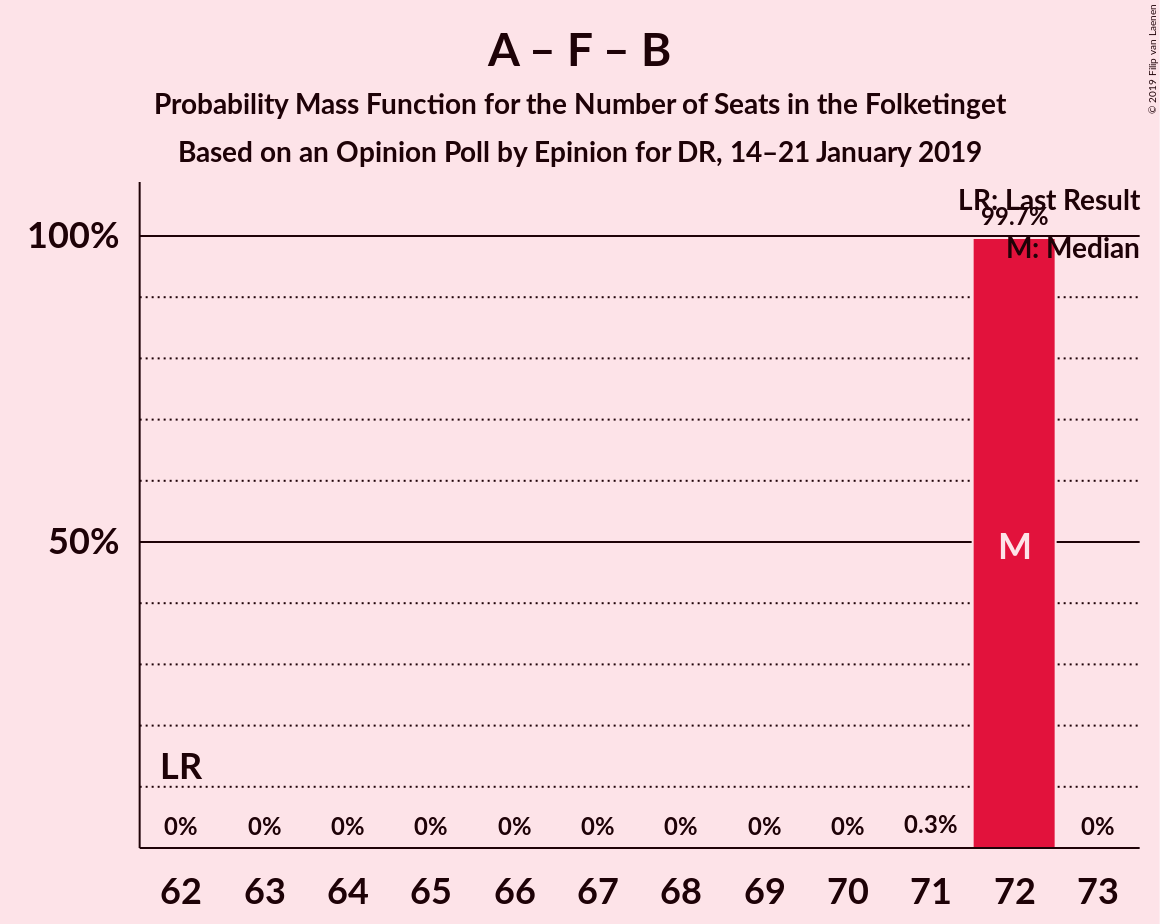 A – F – B
Probability Mass Function for the Number of Seats in the Folketinget
Based on an Opinion Poll by Epinion for DR, 14–21 January 2019
© 2019 Filip van Laenen
LR: Last Result
99.7%
100%
M: Median
50%
M
LR
0% 0% 0% 0% 0% 0% 0% 0% 0% 0.3% 0%
62 63 64 65 66 67 68 69 70 71 72 73